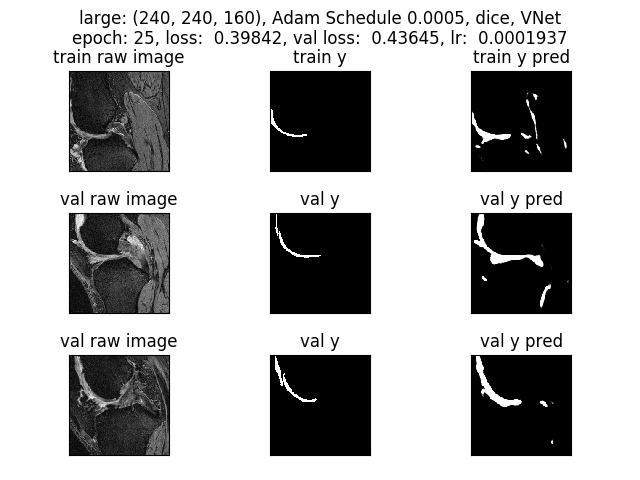 large: (240, 240, 160), Adam Schedule 0.0005, dice, VNet
epoch: 25, loss:  0.39842, val loss:  0.43645, lr:  0.0001937
train raw image train y train y pred
val raw image val y val y pred
val raw image val y val y pred